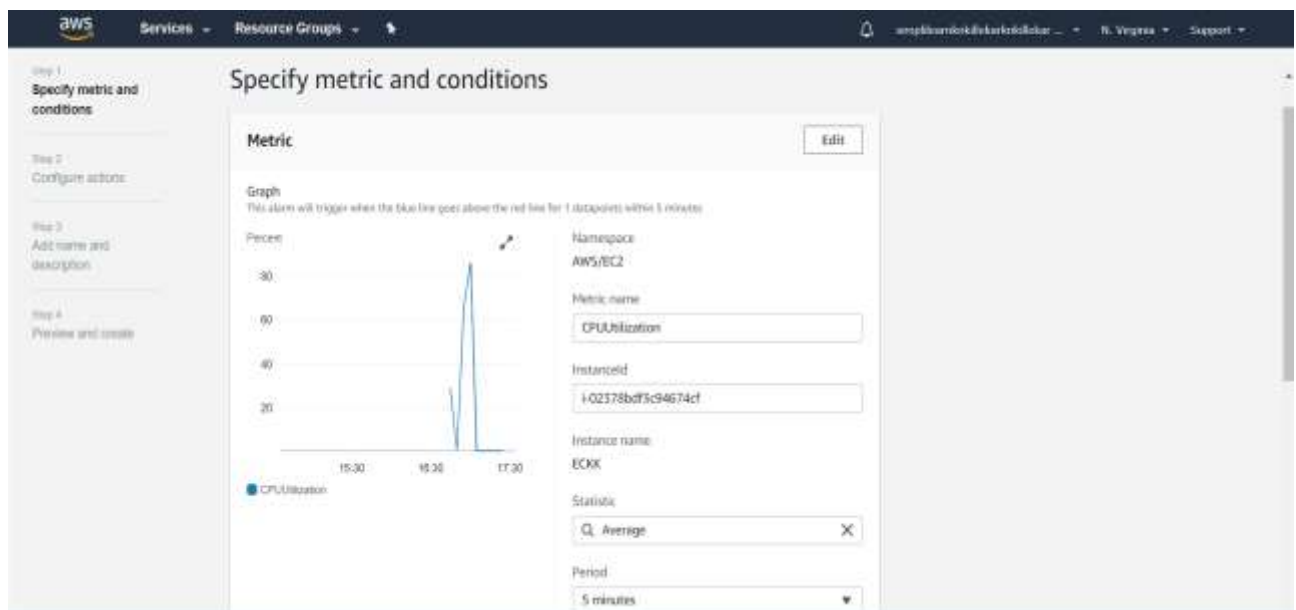 aws
Services
Resource Groups
N. Virginia
Support
Step 1
Specify metric and
conditions
Step 2
Configure actions
Step 3
Add name and
description
Step 4
Preview and create
Specify metric and conditions
Metric
Edit
Graph
This alarm will trigger when the blue line goes above the red line for 1 datapoints within 5 minutes
Percent
80
60
40
20
15:30
16:30
17:30
CPUUtilization
Namespace
AWS/EC2
Metric name
CPUUtilization
InstanceId
Instance name
ECKK
Statistic
Average
Period
5 minutes